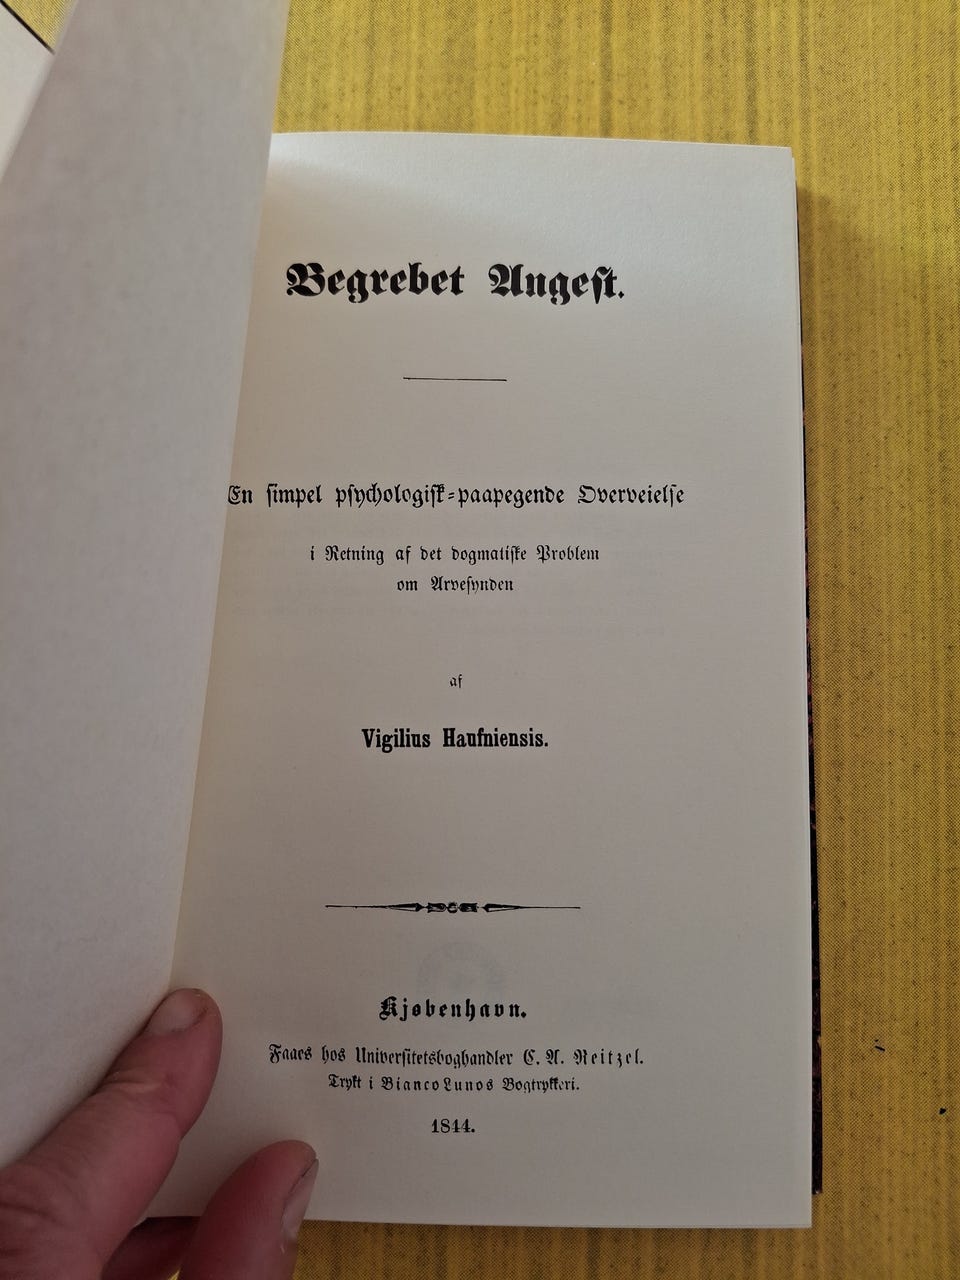 Begrebet Angest.
En simpel psychologisk-paapegende Overveielse
i Retning af det dogmatiske Problem
om Arvesynden
af
Vigilius Haufniensis.
Kjøbenhavn.
Faaes hos Universitetsboghandler C. A. Reitzel.
Trykt i Bianco Lunos Bogtrykkeri.
1844.